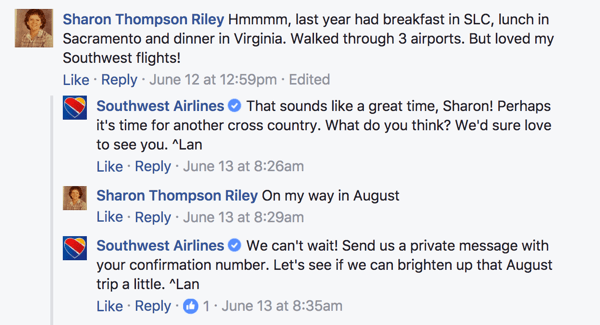 Sharon Thompson Riley Hmmmm, last year had breakfast in SLC, lunch in
Sacramento and dinner in Virginia. Walked through 3 airports. But loved my
Southwest flights!
Like · Reply · June 12 at 12:59pm · Edited
Southwest Airlines That sounds like a great time, Sharon! Perhaps
it's time for another cross country. What do you think? We'd sure love
to see you. ^Lan
Like · Reply · June 13 at 8:26am
Sharon Thompson Riley On my way in August
Like · Reply · June 13 at 8:29am
Southwest Airlines We can't wait! Send us a private message with
your confirmation number. Let's see if we can brighten up that August
trip a little. ^Lan
Like · Reply · 1 · June 13 at 8:35am